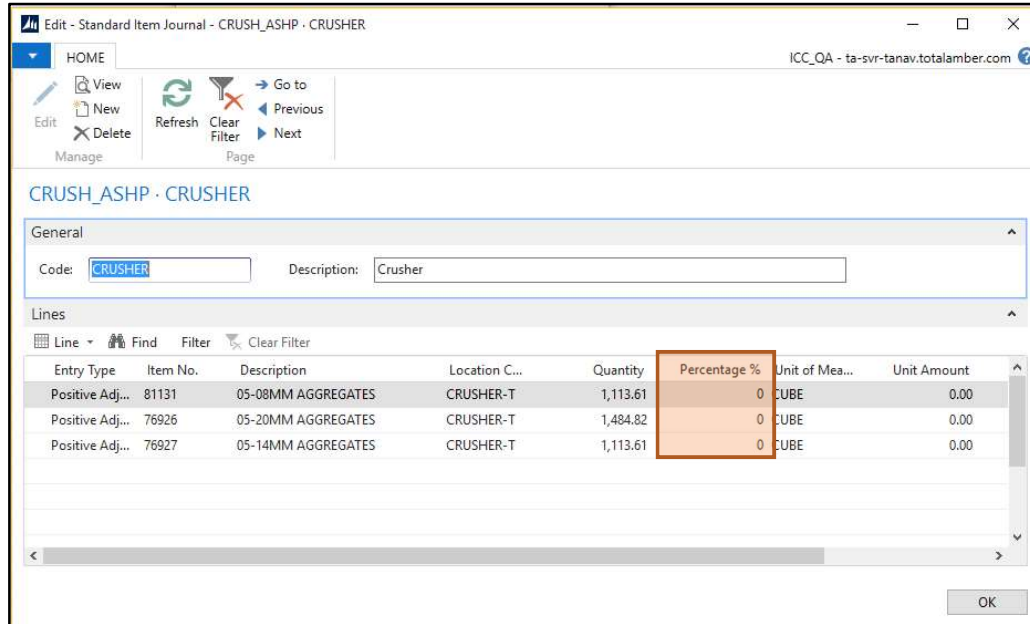 Edit - Standard Item Journal - CRUSH_ASHP · CRUSHER
HOME
ICC_QA - ta-svr-tanav.totalamber.com
Edit
View
New
Delete
Manage
Refresh
Clear Filter
Go to
Previous
Next
Page
CRUSH_ASHP · CRUSHER
General
Code: CRUSHER Description: Crusher
Lines
Line Find Filter Clear Filter
Entry Type Item No. Description Location C... Quantity Percentage % Unit of Mea... Unit Amount
Positive Adj... 81131 05-08MM AGGREGATES CRUSHER-T 1,113.61 0 CUBE 0.00
Positive Adj... 76926 05-20MM AGGREGATES CRUSHER-T 1,484.82 0 CUBE 0.00
Positive Adj... 76927 05-14MM AGGREGATES CRUSHER-T 1,113.61 0 CUBE 0.00
OK